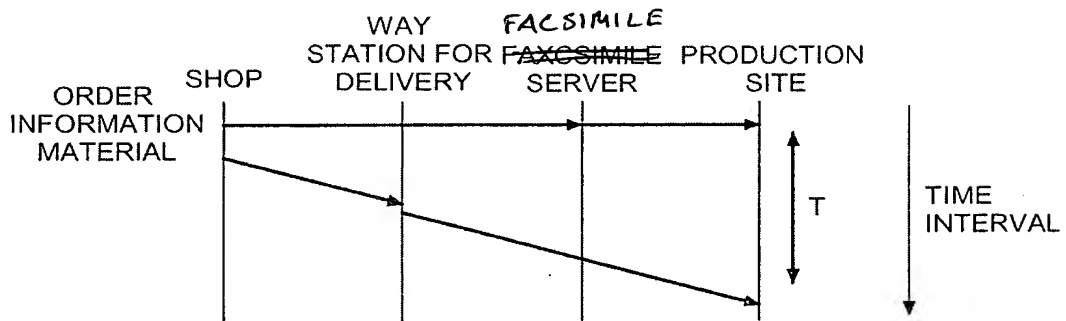 FACSIMILE
WAY
STATION FOR
DELIVERY
FAXCSIMILE
SERVER
PRODUCTION
SITE
SHOP
ORDER
INFORMATION
MATERIAL
T
TIME
INTERVAL